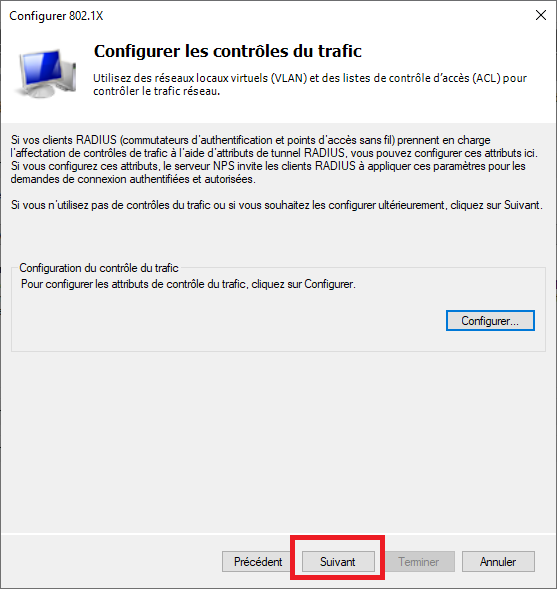 Configurer 802.1X
Configurer les contrôles du trafic
Utilisez des réseaux locaux virtuels (VLAN) et des listes de contrôle d'accès (ACL) pour
contrôler le trafic réseau.
Si vos clients RADIUS (commutateurs d'authentification et points d'accès sans fil) prennent en charge
l'affectation de contrôles de trafic à l'aide d'attributs de tunnel RADIUS, vous pouvez configurer ces attributs ici.
Si vous configurez ces attributs, le serveur NPS invite les clients RADIUS à appliquer ces paramètres pour les
demandes de connexion authentifiées et autorisées.
Si vous n'utilisez pas de contrôles du trafic ou si vous souhaitez les configurer ultérieurement, cliquez sur Suivant.
Configuration du contrôle du trafic
Pour configurer les attributs de contrôle du trafic, cliquez sur Configurer.
Configurer...
Précédent Suivant Terminer Annuler